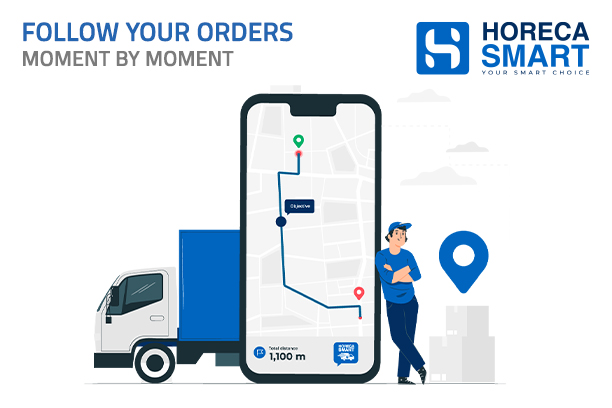 FOLLOW YOUR ORDERS
MOMENT BY MOMENT
HORECA
SMART
YOUR SMART CHOICE
Objective
Total distance
1,100 m
HORECA
SMART